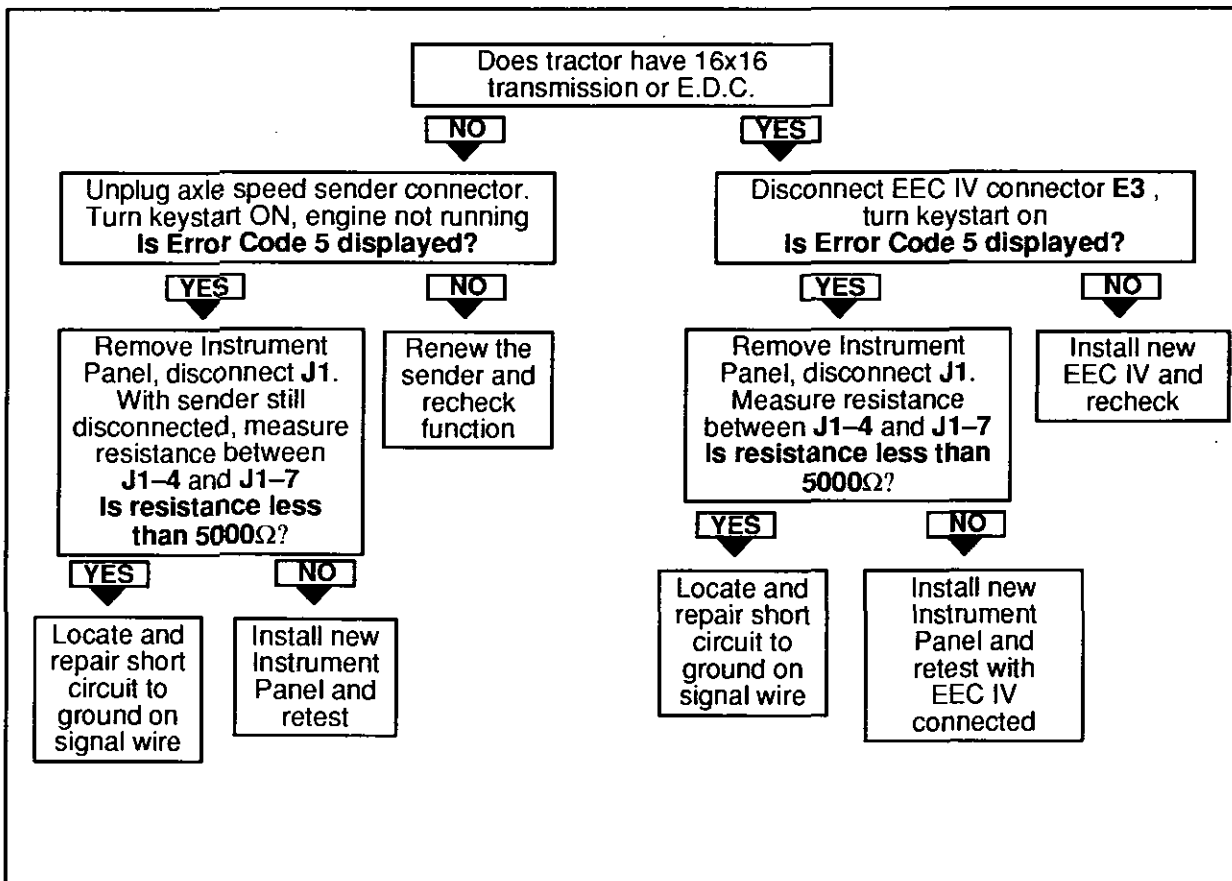 Does tractor have 16x16
transmission or E.D.C.
NO
YES
Unplug axle speed sender connector.
Turn keystart ON, engine not running
Is Error Code 5 displayed?
Disconnect EEC IV connector E3 ,
turn keystart on
Is Error Code 5 displayed?
YES
NO
YES
NO
Remove Instrument
Panel, disconnect J1.
With sender still
disconnected, measure
resistance between
J1–4 and J1–7
Is resistance less
than 5000Ω?
Renew the
sender and
recheck
function
Remove Instrument
Panel, disconnect J1.
Measure resistance
between J1–4 and J1–7
Is resistance less than
5000Ω?
Install new
EEC IV and
recheck
YES
NO
YES
NO
Locate and
repair short
circuit to
ground on
signal wire
Install new
Instrument
Panel and
retest
Locate and
repair short
circuit to
ground on
signal wire
Install new
Instrument
Panel and
retest with
EEC IV
connected